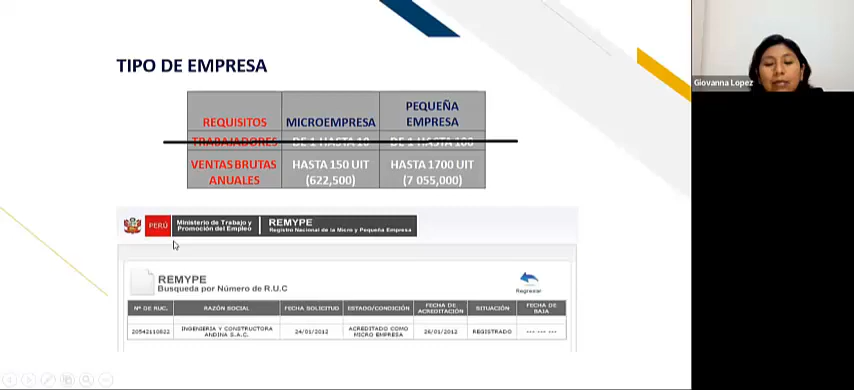 TIPO DE EMPRESA
REQUISITOS MICROEMPRESA PEQUEÑA EMPRESA
TRABAJADORES DE 1 HASTA 10 DE 1 HASTA 100
VENTAS BRUTAS ANUALES HASTA 150 UIT (622,500) HASTA 1700 UIT (7 055,000)
PERÚ
Ministerio de Trabajo y
Promoción del Empleo
REMYPE
Registro Nacional de la Micro y Pequeña Empresa
REMYPE
Busqueda por Número de R.U.C
Regresar
Nº DE RUC. RAZÓN SOCIAL FECHA SOLICITUD ESTADO/CONDICIÓN FECHA DE ACREDITACIÓN SITUACIÓN FECHA DE BAJA
20542110822 INGENIERIA Y CONSTRUCTORA ANDINA S.A.C. 24/01/2012 ACREDITADO COMO MICRO EMPRESA 26/01/2012 REGISTRADO --- --- ---
Giovanna Lopez